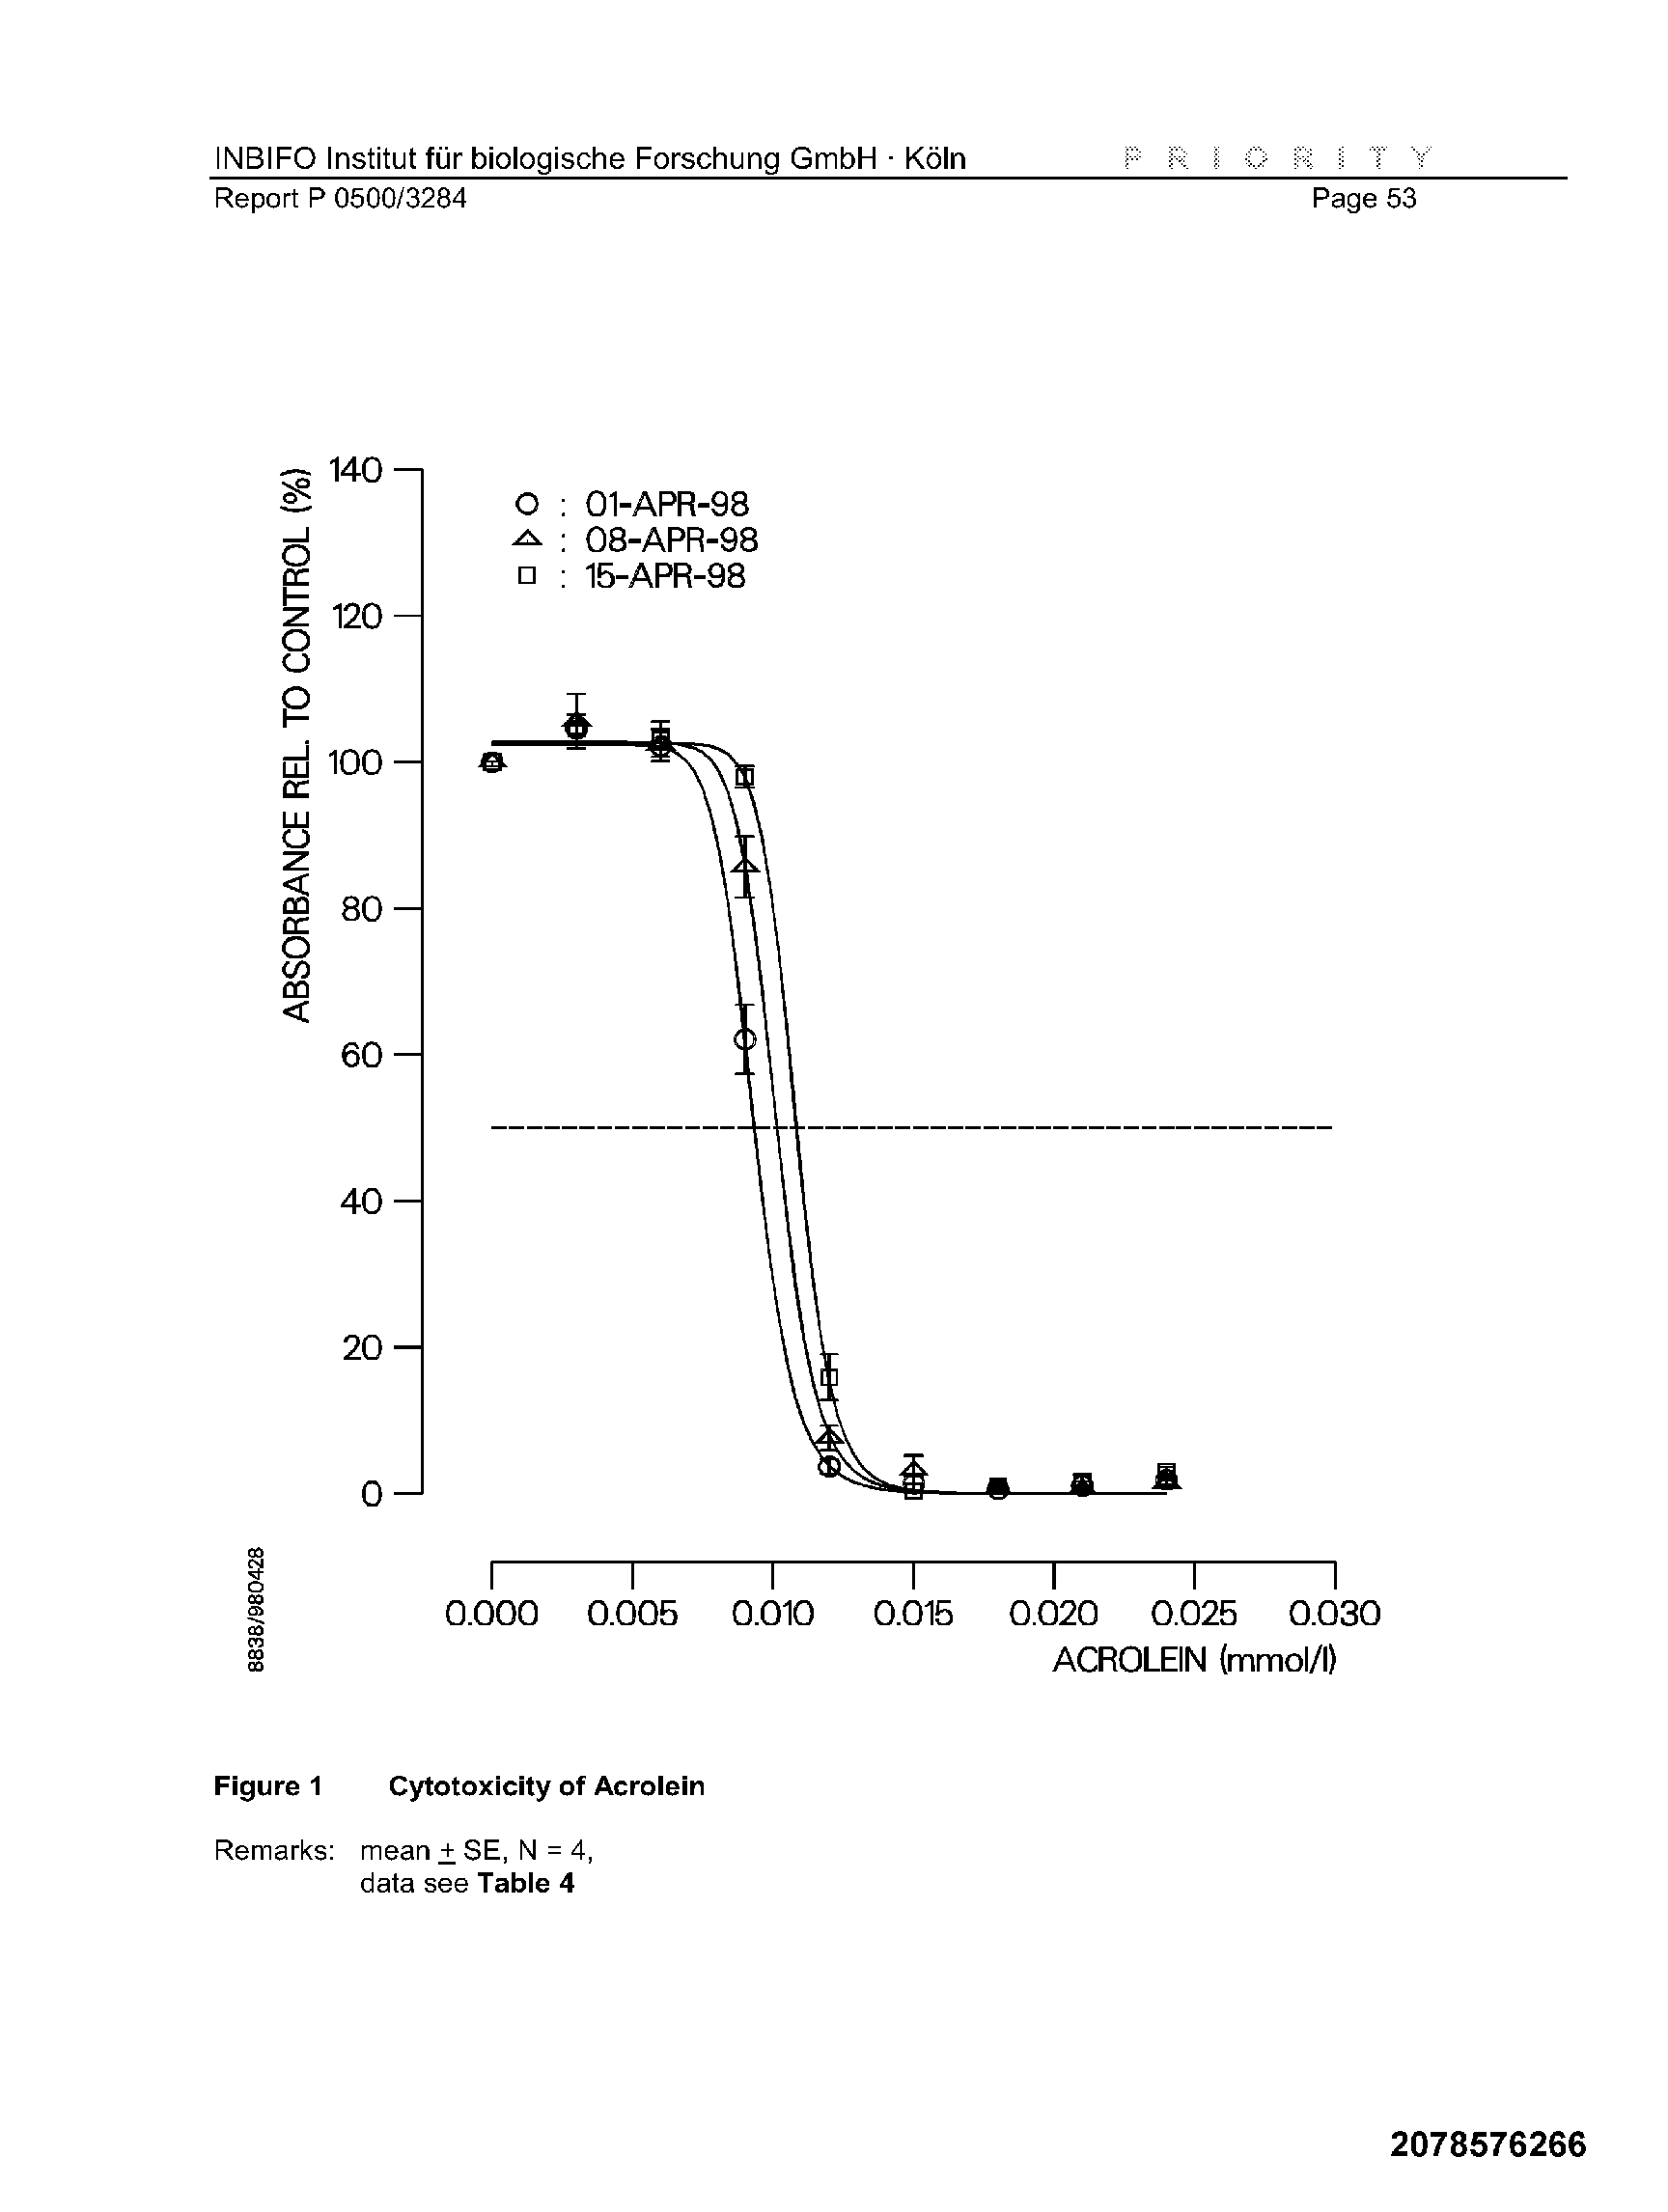 INBIFO Institut für biologische Forschung GmbH · Köln PRIORITY
Report P 0500/3284 Page 53
ABSORBANCE REL. TO CONTROL (%)
140
120
100
80
60
40
20
0
: 01-APR-98
: 08-APR-98
: 15-APR-98
0.000 0.005 0.010 0.015 0.020 0.025 0.030
ACROLEIN (mmol/l)
8838/980428
Figure 1 Cytotoxicity of Acrolein
Remarks: mean ± SE, N = 4,
data see Table 4
2078576266